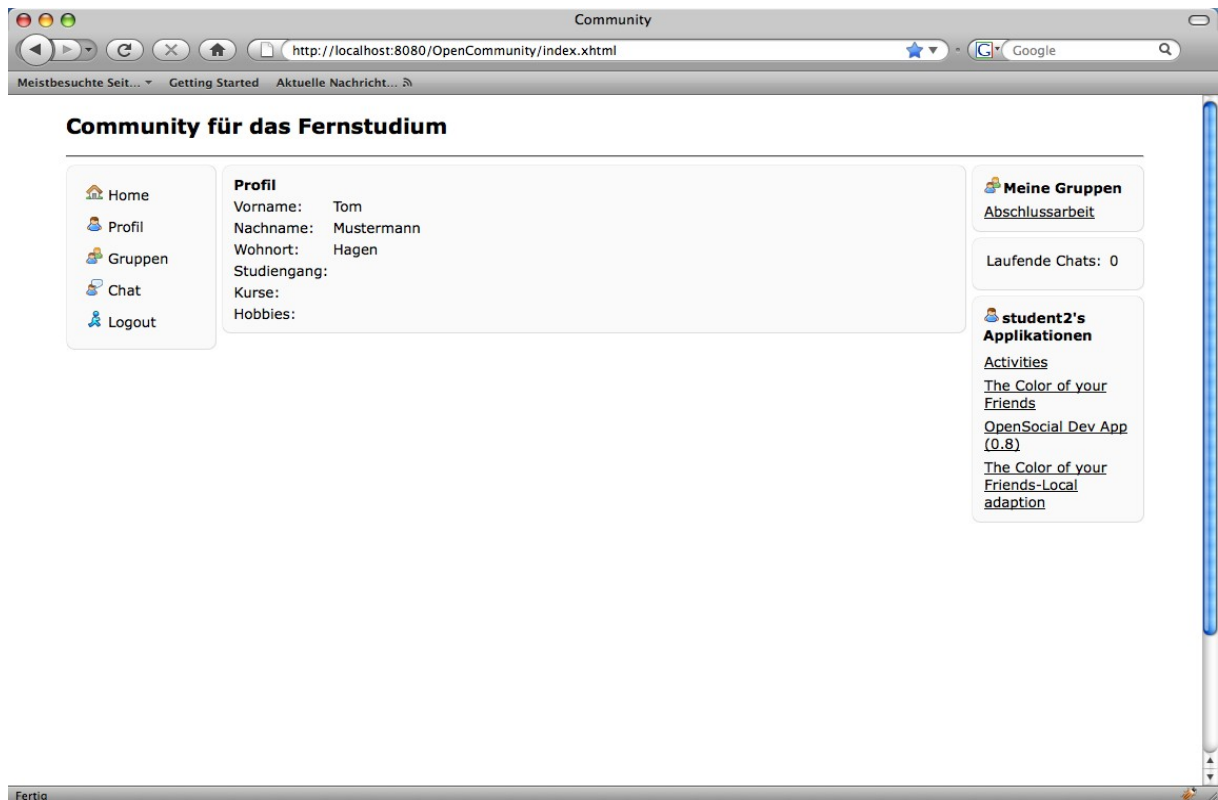 Community
http://localhost:8080/OpenCommunity/index.xhtml
Google
Meistbesuchte Seit... Getting Started Aktuelle Nachricht...
Community für das Fernstudium
Home
Profil
Gruppen
Chat
Logout
Profil
Vorname: Tom
Nachname: Mustermann
Wohnort: Hagen
Studiengang:
Kurse:
Hobbies:
Meine Gruppen
Abschlussarbeit
Laufende Chats: 0
student2's
Applikationen
Activities
The Color of your
Friends
OpenSocial Dev App
(0.8)
The Color of your
Friends-Local
adaption
Fertig